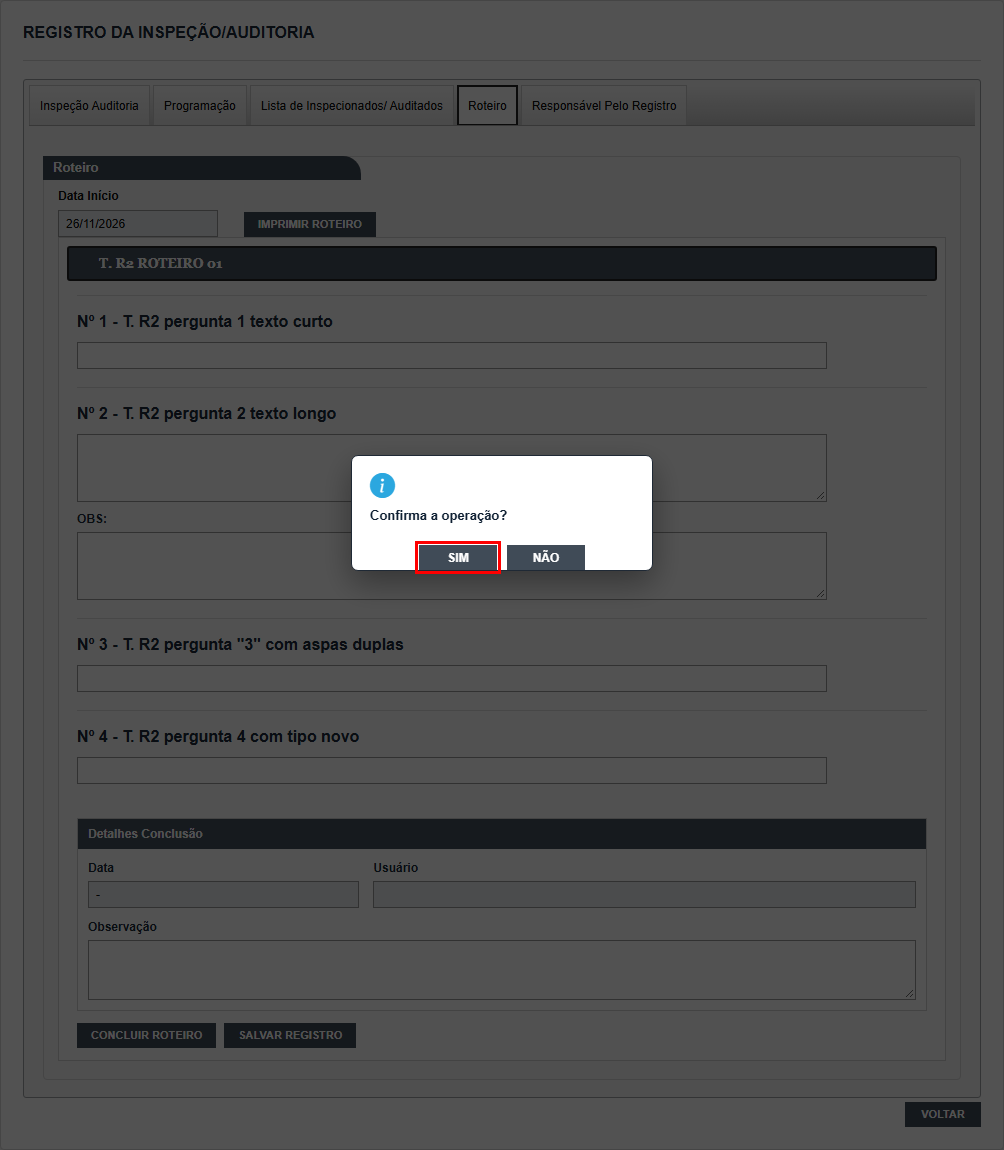 REGISTRO DA INSPEÇÃO/AUDITORIA
Inspeção Auditoria Programação Lista de Inspecionados/ Auditados Roteiro Responsável Pelo Registro
Roteiro
Data Início
26/11/2026 IMPRIMIR ROTEIRO
T. R2 ROTEIRO 01
Nº 1 - T. R2 pergunta 1 texto curto
Nº 2 - T. R2 pergunta 2 texto longo
i
Confirma a operação?
SIM NÃO
OBS:
Nº 3 - T. R2 pergunta "3" com aspas duplas
Nº 4 - T. R2 pergunta 4 com tipo novo
Detalhes Conclusão
Data Usuário
-
Observação
CONCLUIR ROTEIRO SALVAR REGISTRO
VOLTAR